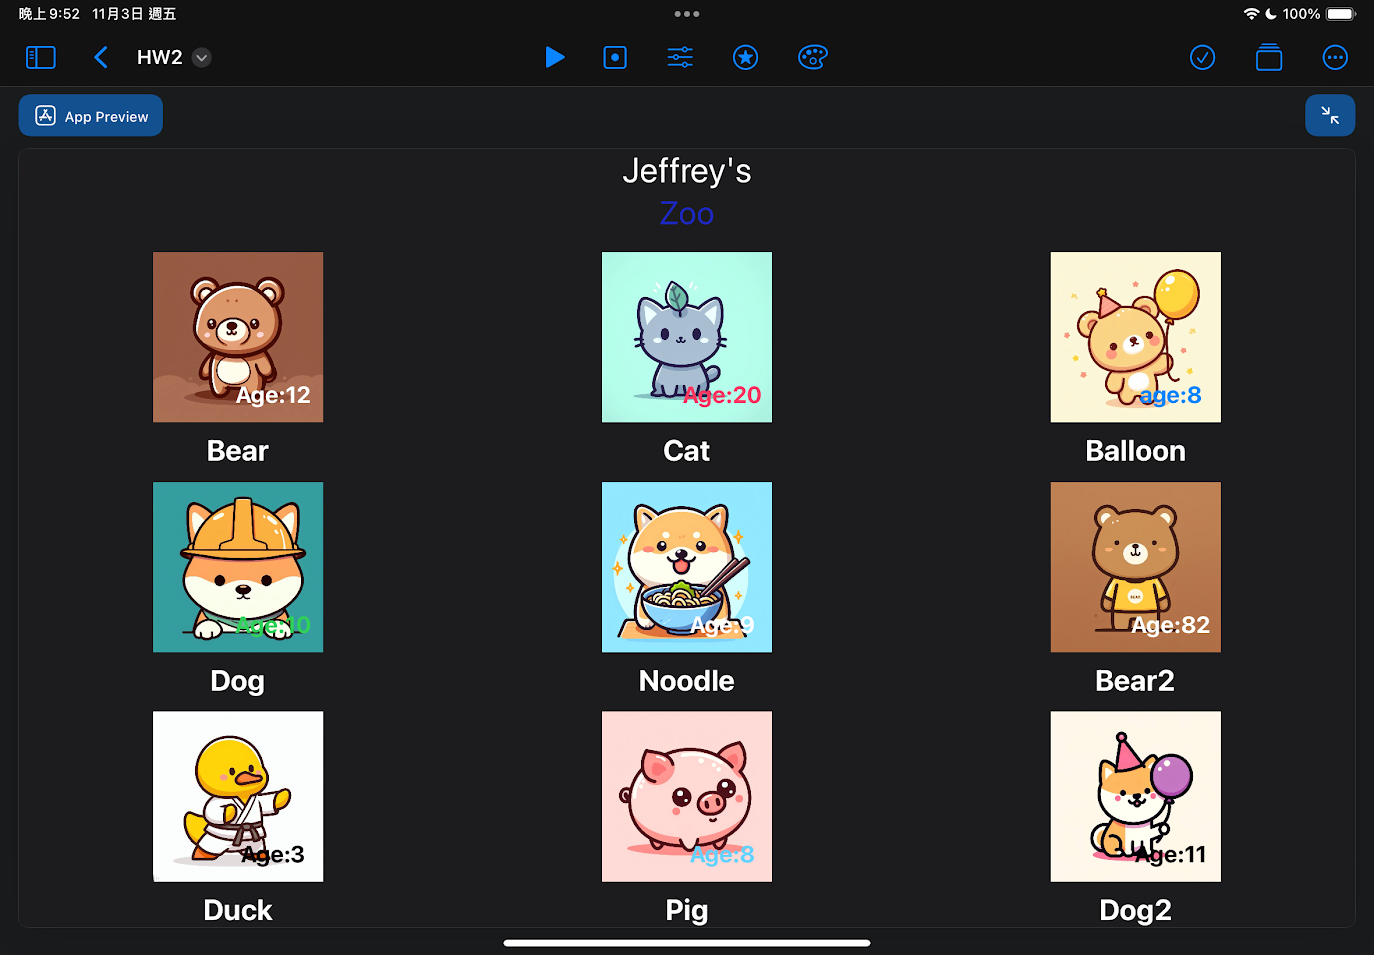 晚上9:52 11月3日 週五
100%
HW2
App Preview
Jeffrey's
Zoo
Age:12
Age:20
age:8
Bear
Cat
Balloon
BEAR
Age:10
Age:9
Age:82
Dog
Noodle
Bear2
Age:3
Age:8
Age:11
Duck
Pig
Dog2